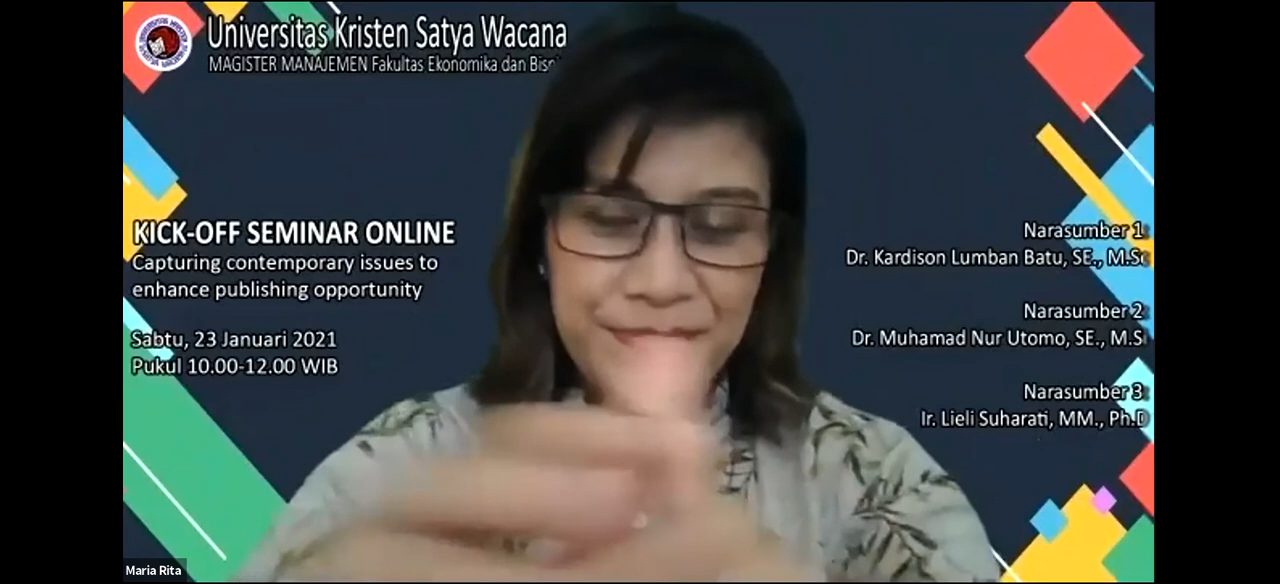 Universitas Kristen Satya Wacana
MAGISTER MANAJEMEN Fakultas Ekonomika dan
KICK-OFF SEMINAR ONLINE
Capturing contemporary issues to
enhance publishing opportunity
Sabtu, 23 Januari 2021
Pukul 10.00-12.00 WIB
Narasumber 1
Dr. Kardison Lumban Batu, SE., M.Sc
Narasumber 2
Dr. Muhamad Nur Utomo, SE., M.S
Narasumber 3
Ir. Lieli Suharati, MM., Ph.D
Maria Rita